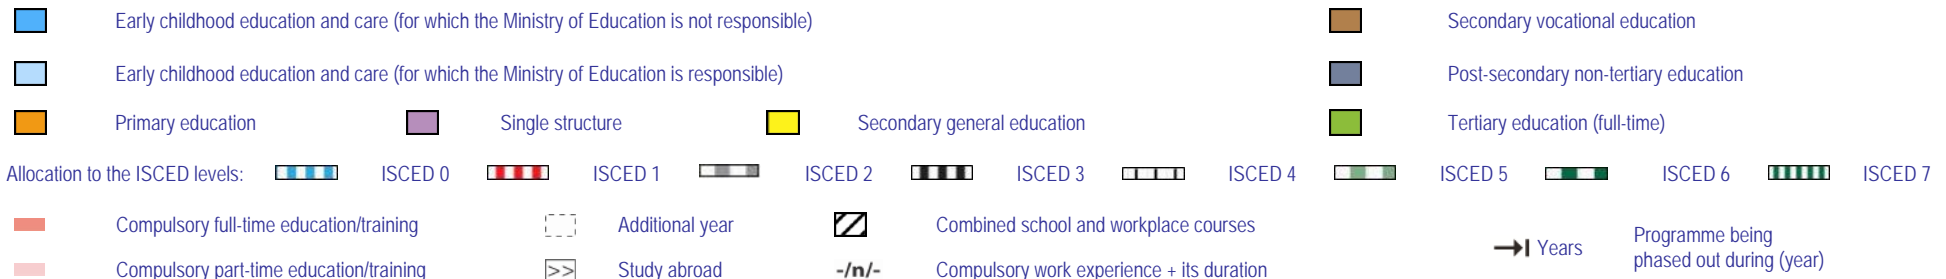 Early childhood education and care (for which the Ministry of Education is not responsible)
Secondary vocational education
Early childhood education and care (for which the Ministry of Education is responsible)
Post-secondary non-tertiary education
Primary education
Single structure
Secondary general education
Tertiary education (full-time)
Allocation to the ISCED levels:
ISCED 0
ISCED 1
ISCED 2
ISCED 3
ISCED 4
ISCED 5
ISCED 6
ISCED 7
Compulsory full-time education/training
Additional year
Combined school and workplace courses
Years
Programme being
phased out during (year)
Compulsory part-time education/training
>>
Study abroad
-/n/-
Compulsory work experience + its duration